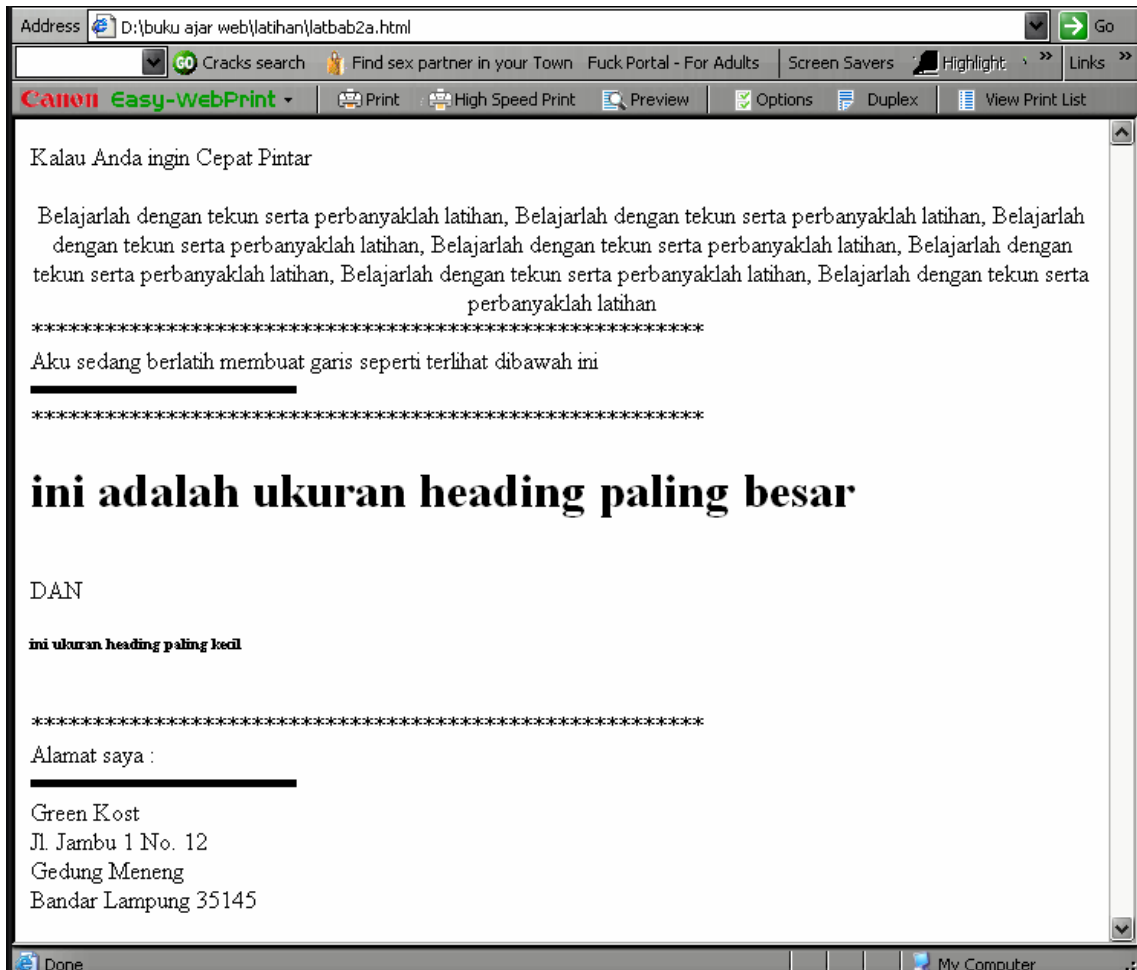 Address D:\buku ajar web\latihan\latbab2a.html Go
GO Cracks search Find sex partner in your Town Fuck Portal - For Adults Screen Savers Highlight » Links »
Canon Easy-WebPrint Print High Speed Print Preview Options Duplex View Print List
Kalau Anda ingin Cepat Pintar
Belajarlah dengan tekun serta perbanyaklah latihan, Belajarlah dengan tekun serta perbanyaklah latihan, Belajarlah
dengan tekun serta perbanyaklah latihan, Belajarlah dengan tekun serta perbanyaklah latihan, Belajarlah dengan
tekun serta perbanyaklah latihan, Belajarlah dengan tekun serta perbanyaklah latihan, Belajarlah dengan tekun serta
perbanyaklah latihan
*******************************************************
Aku sedang berlatih membuat garis seperti terlihat dibawah ini
*******************************************************
ini adalah ukuran heading paling besar
DAN
ini ukuran heading paling kecil
*******************************************************
Alamat saya :
Green Kost
Jl. Jambu 1 No. 12
Gedung Meneng
Bandar Lampung 35145
Done My Computer